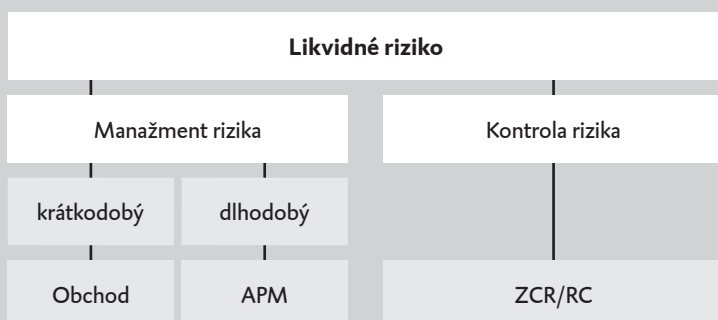 Likvidné riziko
Manažment rizika
Kontrola rizika
krátkodobý
dlhodobý
Obchod
APM
ZCR/RC